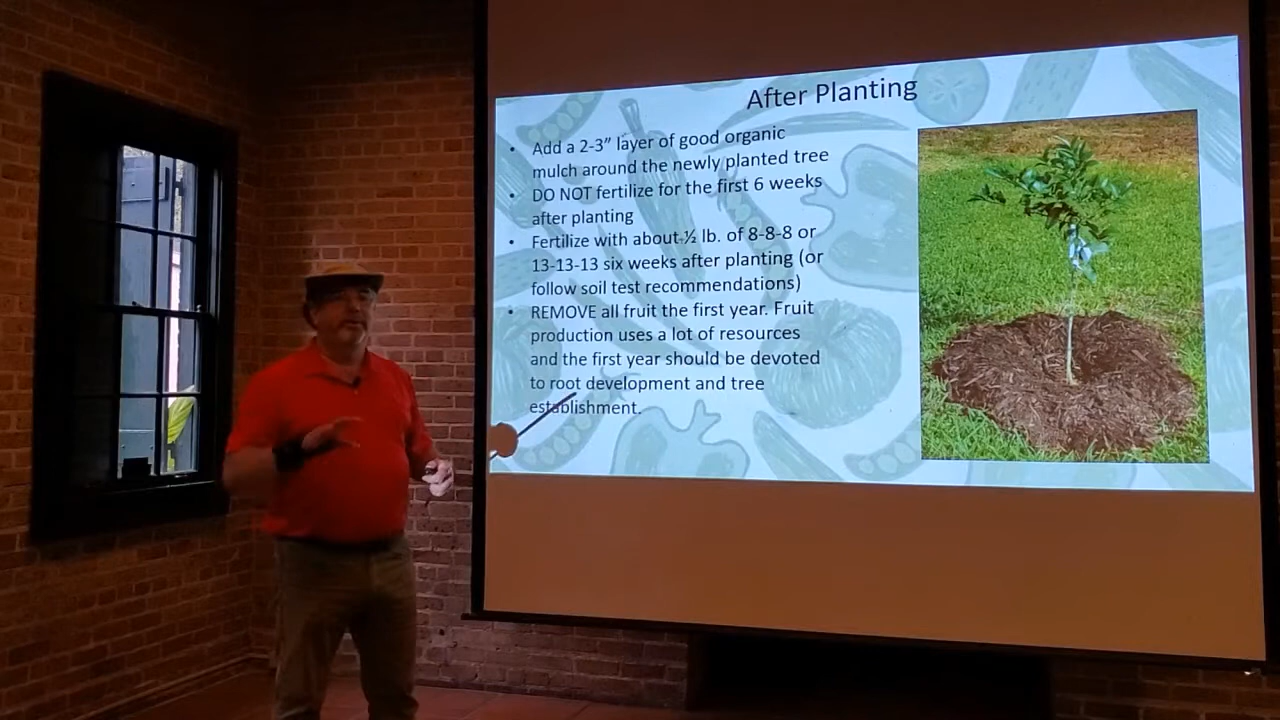 After Planting
• Add a 2-3" layer of good organic
mulch around the newly planted tree
• DO NOT fertilize for the first 6 weeks
after planting
• Fertilize with about ½ lb. of 8-8-8 or
13-13-13 six weeks after planting (or
follow soil test recommendations)
• REMOVE all fruit the first year. Fruit
production uses a lot of resources
and the first year should be devoted
to root development and tree
establishment.